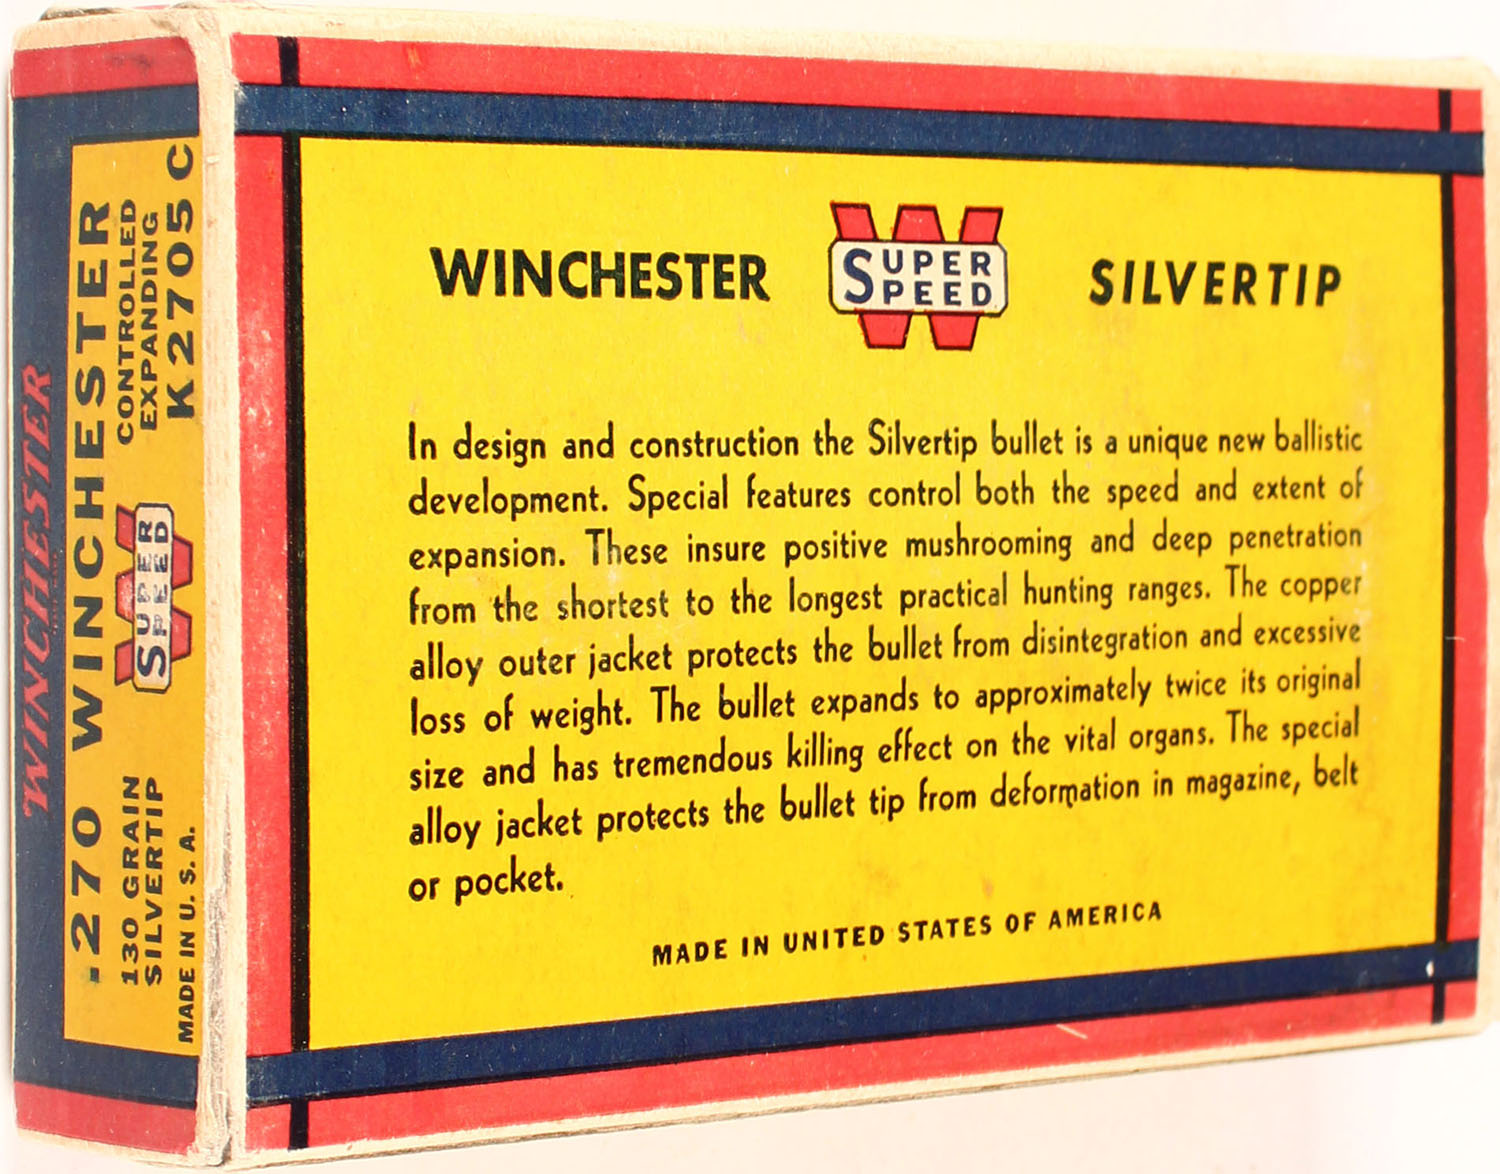 WINCHESTER
.270 WINCHESTER
130 GRAIN
SILVERTIP
SUPER
SPEED
CONTROLLED
EXPANDING
MADE IN U. S. A.
K 2705 C
WINCHESTER SUPER SPEED SILVERTIP
In design and construction the Silvertip bullet is a unique new ballistic
development. Special features control both the speed and extent of
expansion. These insure positive mushrooming and deep penetration
from the shortest to the longest practical hunting ranges. The copper
alloy outer jacket protects the bullet from disintegration and excessive
loss of weight. The bullet expands to approximately twice its original
size and has tremendous killing effect on the vital organs. The special
alloy jacket protects the bullet tip from deformation in magazine, belt
or pocket.
MADE IN UNITED STATES OF AMERICA